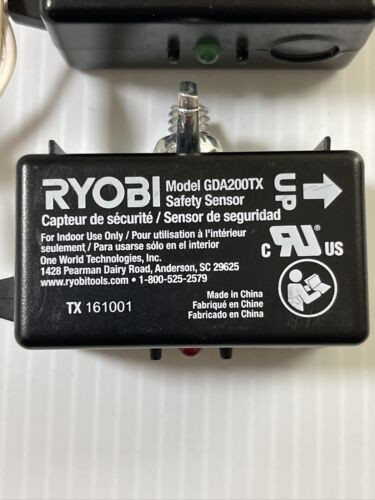 RYOBI Model GDA200TX
Safety Sensor
Capteur de sécurité / Sensor de seguridad
For Indoor Use Only / Pour utilisation à l'intérieur
seulement / Para usarse sólo en el interior
One World Technologies, Inc.
1428 Pearman Dairy Road, Anderson, SC 29625
www.ryobitools.com • 1-800-525-2579
TX 161001
UP
C RU US
Made in China
Fabriqué en Chine
Fabricado en China